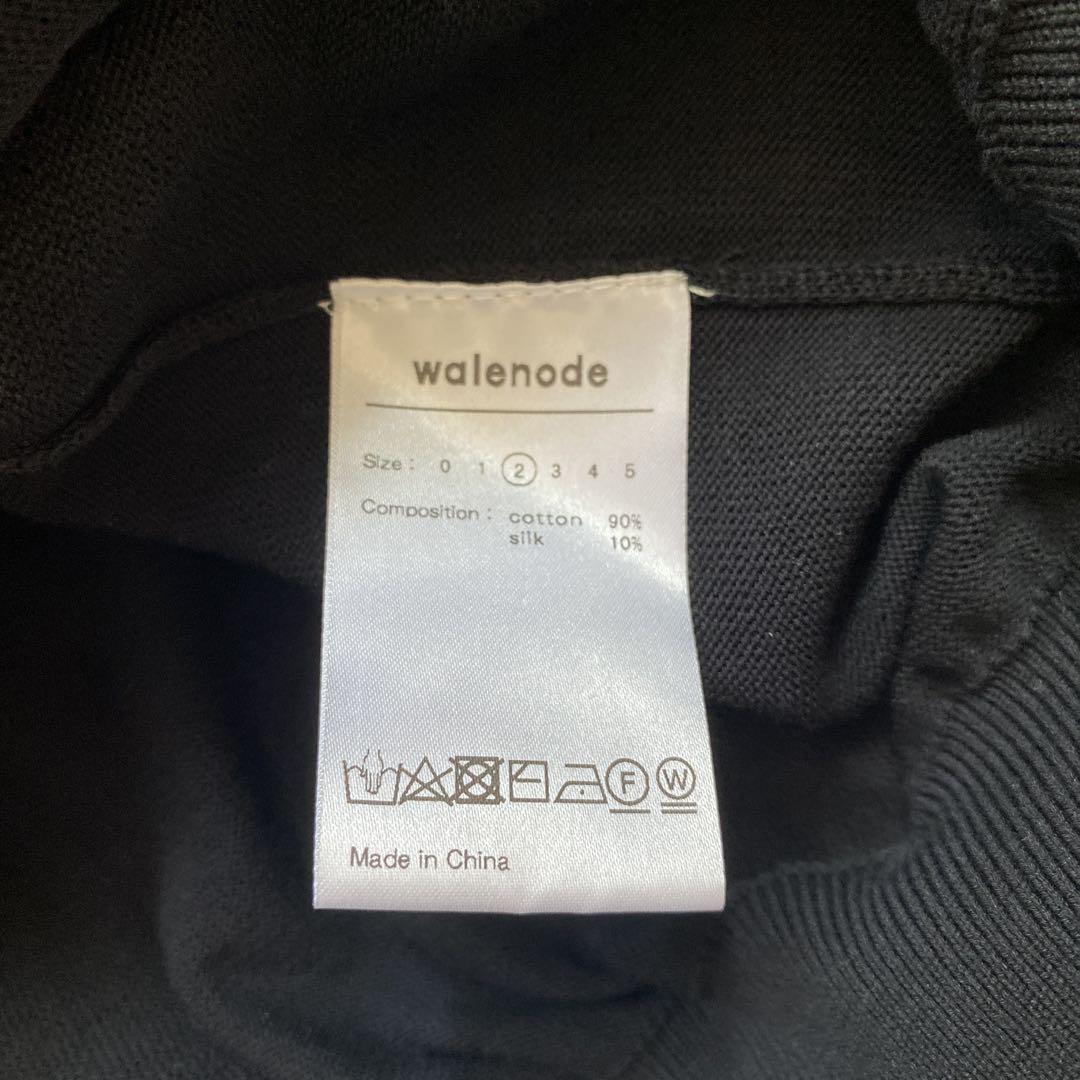 walenode
Size : 0 1 2 3 4 5
Composition : cotton 90%
silk 10%
F W
Made in China